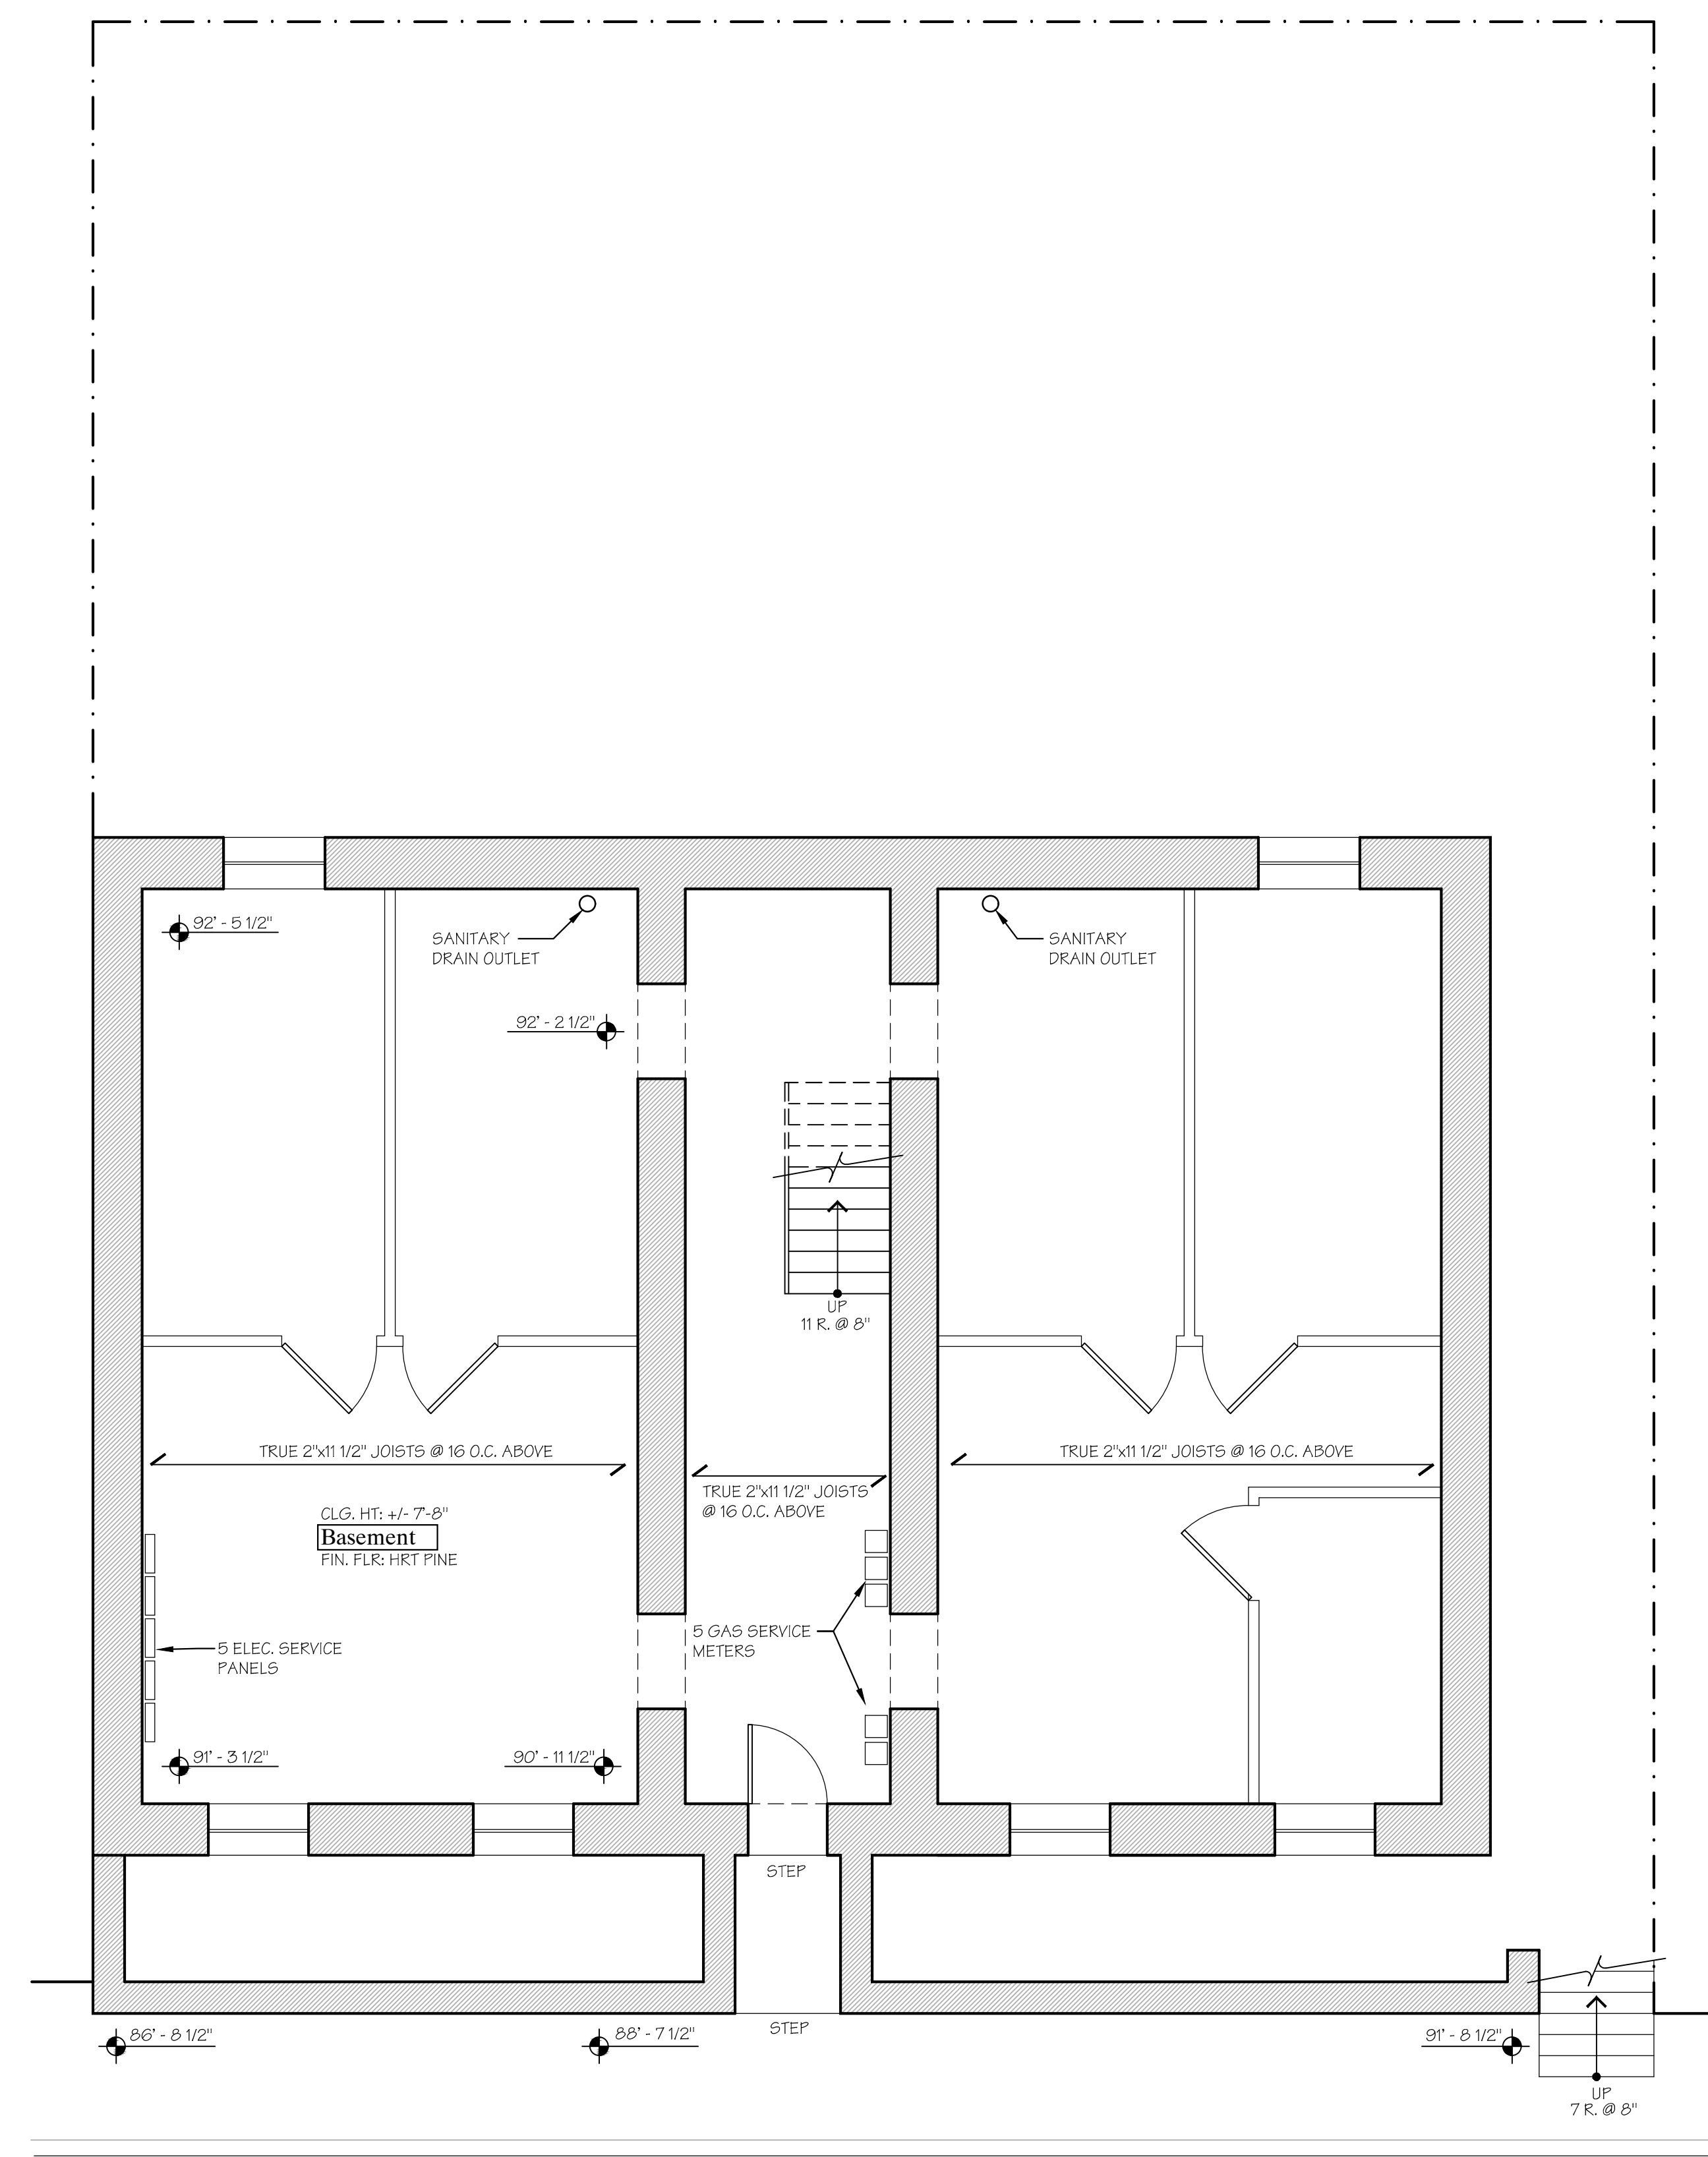 92' - 5 1/2"
SANITARY
DRAIN OUTLET
SANITARY
DRAIN OUTLET
92' - 2 1/2"
UP
11 R. @ 8"
TRUE 2"x11 1/2" JOISTS @ 16 O.C. ABOVE
TRUE 2"x11 1/2" JOISTS @ 16 O.C. ABOVE
TRUE 2"x11 1/2" JOISTS
@ 16 O.C. ABOVE
CLG. HT: +/- 7'-8"
Basement
FIN. FLR: HRT PINE
5 GAS SERVICE
METERS
5 ELEC. SERVICE
PANELS
91' - 3 1/2"
90' - 11 1/2"
STEP
STEP
86' - 8 1/2"
88' - 7 1/2"
91' - 8 1/2"
UP
7 R. @ 8"